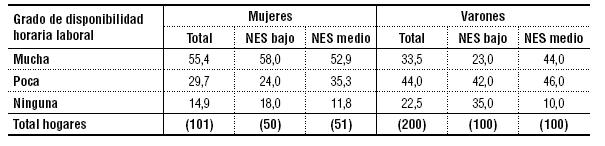 Grado de disponibilidad horaria laboral Mujeres Varones
Total NES bajo NES medio Total NES bajo NES medio
Mucha 55,4 58,0 52,9 33,5 23,0 44,0
Poca 29,7 24,0 35,3 44,0 42,0 46,0
Ninguna 14,9 18,0 11,8 22,5 35,0 10,0
Total hogares (101) (50) (51) (200) (100) (100)